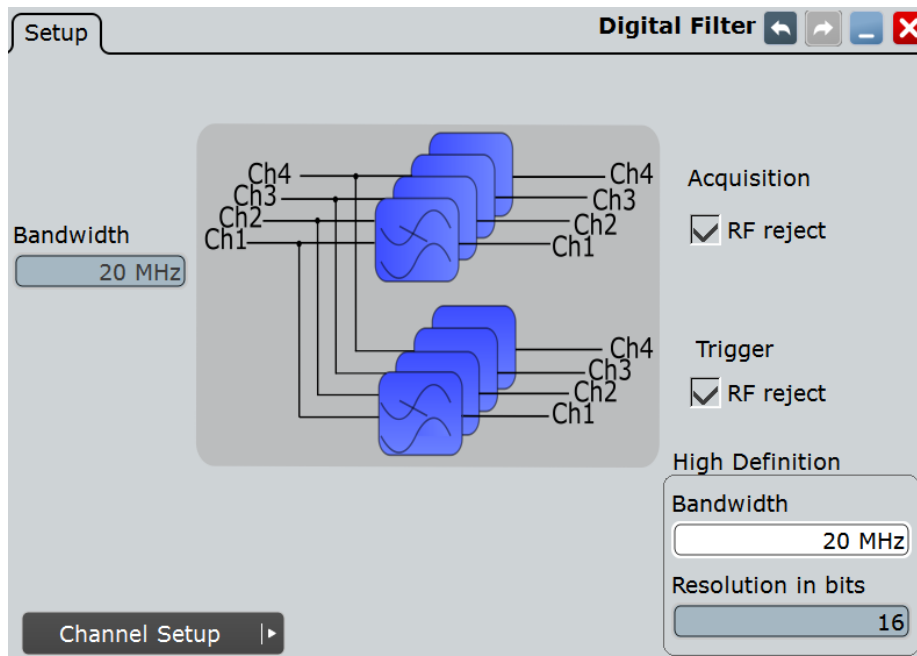 Setup
Digital Filter
Ch4
Ch3
Ch2
Ch1
Ch4
Ch3
Ch2
Ch1
Bandwidth
20 MHz
Acquisition
RF reject
Ch4
Ch3
Ch2
Ch1
Trigger
RF reject
High Definition
Bandwidth
20 MHz
Resolution in bits
16
Channel Setup